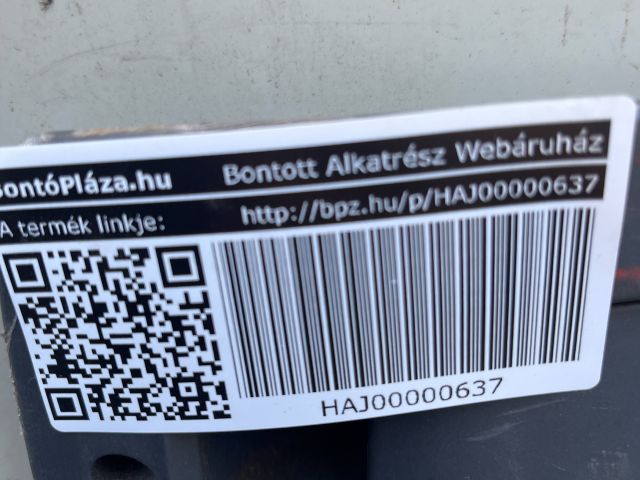 BontóPláza.hu Bontott Alkatrész Webáruház
A termék linkje: http://bpz.hu/p/HAJ00000637
HAJ00000637